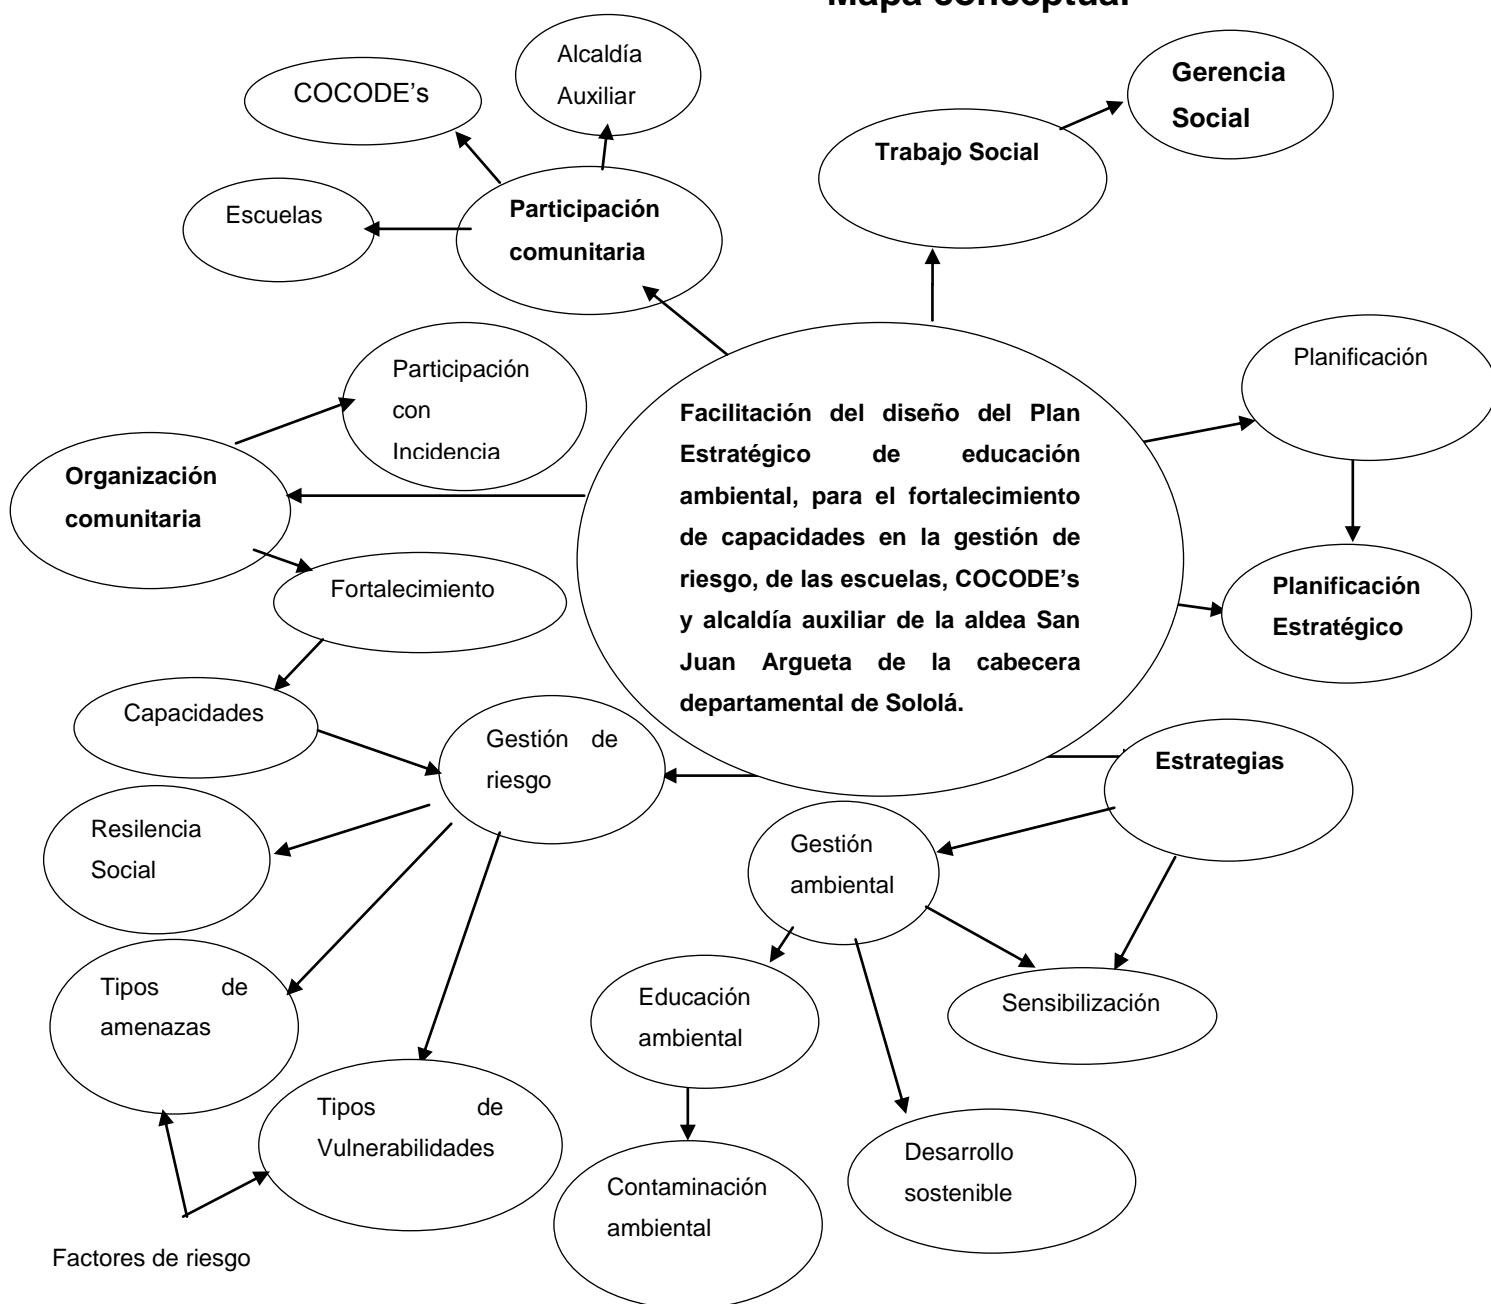 Mapa conceptual
Alcaldía
Auxiliar
COCODE's
Gerencia
Social
Trabajo Social
Escuelas
Participación
comunitaria
Participación
con
Incidencia
Planificación
Facilitación del diseño del Plan
Estratégico de educación
ambiental, para el fortalecimiento
de capacidades en la gestión de
riesgo, de las escuelas, COCODE's
y alcaldía auxiliar de la aldea San
Juan Argueta de la cabecera
departamental de Sololá.
Organización
comunitaria
Fortalecimiento
Planificación
Estratégico
Capacidades
Gestión de
riesgo
Estrategias
Resilencia
Social
Gestión
ambiental
Tipos de
amenazas
Educación
ambiental
Sensibilización
Tipos de
Vulnerabilidades
Contaminación
ambiental
Desarrollo
sostenible
Factores de riesgo